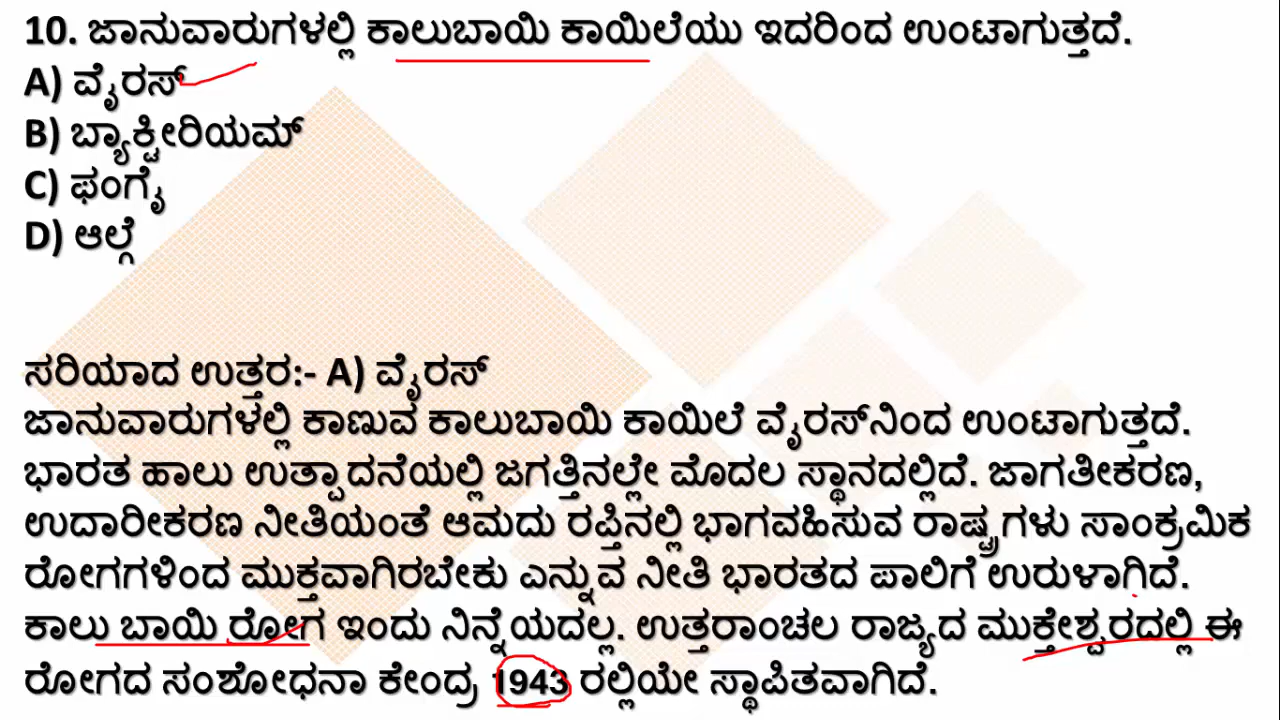 10. ಜಾನುವಾರುಗಳಲ್ಲಿ ಕಾಲುಬಾಯಿ ಕಾಯಿಲೆಯು ಇದರಿಂದ ಉಂಟಾಗುತ್ತದೆ.
A) ವೈರಸ್
B) ಬ್ಯಾಕ್ಟೀರಿಯಮ್
C) ಫಂಗೈ
D) ಆಲ್ಗೆ
ಸರಿಯಾದ ಉತ್ತರ:- A) ವೈರಸ್
ಜಾನುವಾರುಗಳಲ್ಲಿ ಕಾಣುವ ಕಾಲುಬಾಯಿ ಕಾಯಿಲೆ ವೈರಸ್‌ನಿಂದ ಉಂಟಾಗುತ್ತದೆ.
ಭಾರತ ಹಾಲು ಉತ್ಪಾದನೆಯಲ್ಲಿ ಜಗತ್ತಿನಲ್ಲೇ ಮೊದಲ ಸ್ಥಾನದಲ್ಲಿದೆ. ಜಾಗತೀಕರಣ,
ಉದಾರೀಕರಣ ನೀತಿಯಂತೆ ಆಮದು ರಪ್ತಿನಲ್ಲಿ ಭಾಗವಹಿಸುವ ರಾಷ್ಟ್ರಗಳು ಸಾಂಕ್ರಮಿಕ
ರೋಗಗಳಿಂದ ಮುಕ್ತವಾಗಿರಬೇಕು ಎನ್ನುವ ನೀತಿ ಭಾರತದ ಪಾಲಿಗೆ ಉರುಳಾಗಿದೆ.
ಕಾಲು ಬಾಯಿ ರೋಗ ಇಂದು ನಿನ್ನೆಯದಲ್ಲ. ಉತ್ತರಾಂಚಲ ರಾಜ್ಯದ ಮುಕ್ತೇಶ್ವರದಲ್ಲಿ ಈ
ರೋಗದ ಸಂಶೋಧನಾ ಕೇಂದ್ರ 1943 ರಲ್ಲಿಯೇ ಸ್ಥಾಪಿತವಾಗಿದೆ.